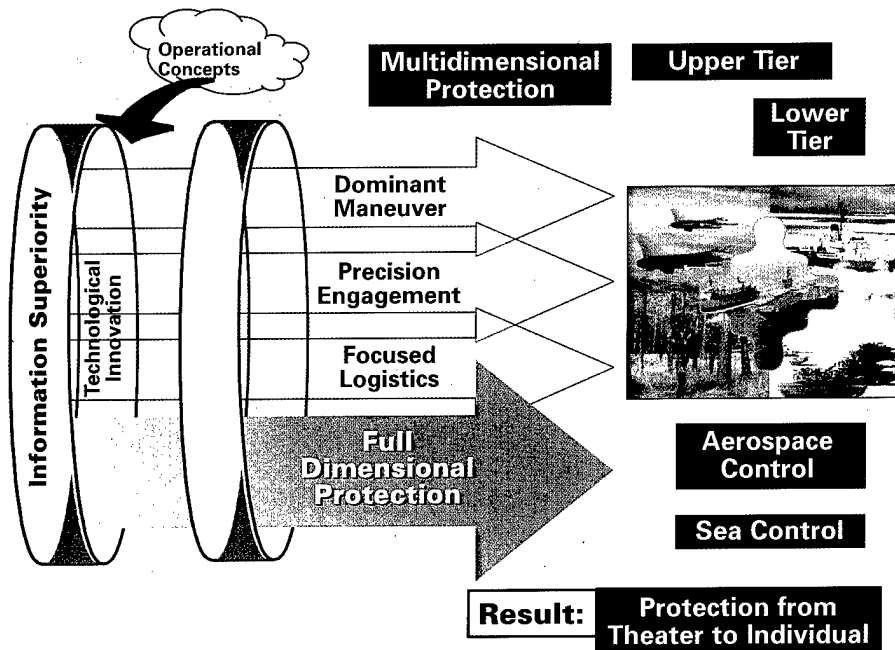 Operational
Concepts
Multidimensional
Protection
Upper Tier
Lower
Tier
Information Superiority
Technological
Innovation
Dominant
Maneuver
Precision
Engagement
Focused
Logistics
Full
Dimensional
Protection
Aerospace
Control
Sea Control
Result:
Protection from
Theater to Individual